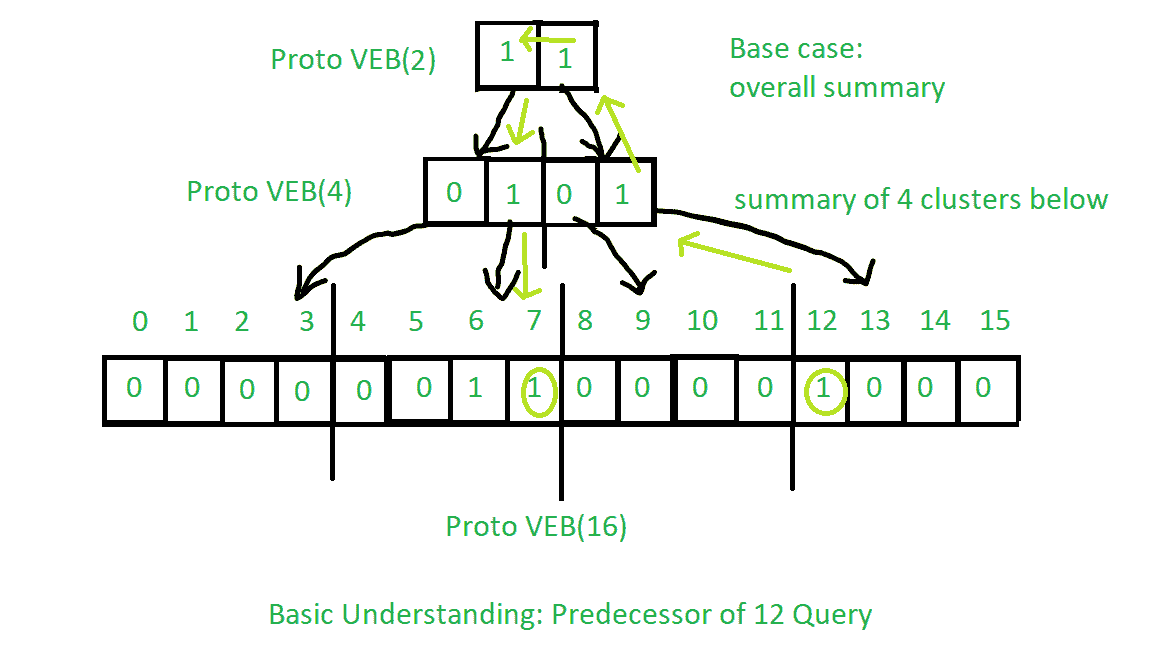 1 1
Proto VEB(2)
Base case:
overall summary
Proto VEB(4)
0 1 0 1
summary of 4 clusters below
0 1 2 3 4 5 6 7 8 9 10 11 12 13 14 15
0 0 0 0 0 0 1 1 0 0 0 0 1 0 0 0
Proto VEB(16)
Basic Understanding: Predecessor of 12 Query